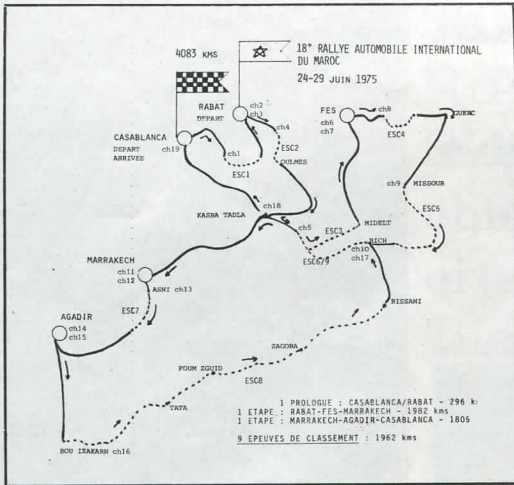 4083 KMS
18° RALLYE AUTOMOBILE INTERNATIONAL
DU MAROC
24-29 JUIN 1975
RABAT
DEPART
ch2
ch3
ch4
ESC2
OULMES
CASABLANCA
DEPART
ARRIVEE
ch19
ch1
ESC1
FES
ch6
ch7
ch8
ESC4
GUERC
ch9
MISSOUR
ESC5
KASBA TADLA
ch18
ch5
ESC3
MIDELT
ESC6/9
RICH
ch10
ch17
MARRAKECH
ch11
ch12
ASNI ch13
ESC7
AGADIR
ch14
ch15
RISSANI
ZAGORA
FOUM ZGUID
ESC8
TATA
BOU IZAKARN ch16
1 PROLOGUE : CASABLANCA/RABAT - 296 k
1 ETAPE : RABAT-FES-MARRAKECH - 1982 kms
1 ETAPE : MARRAKECH-AGADIR-CASABLANCA - 1805
9 EPEUVES DE CLASSEMENT : 1962 kms